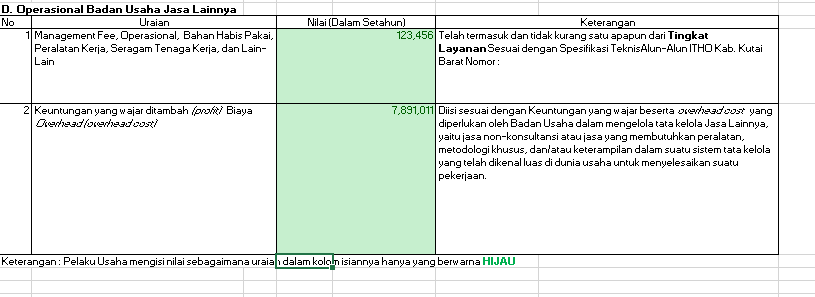 D. Operasional Badan Usaha Jasa Lainnya
No Uraian Nilai (Dalam Setahun) Keterangan
1 Management Fee, Operasional, Bahan Habis Pakai, 123,456 Telah termasuk dan tidak kurang satu apapun dari Tingkat
Peralatan Kerja, Seragam Tenaga Kerja, dan Lain- Layanan Sesuai dengan Spesifikasi TeknisAlun-Alun ITHO Kab. Kutai
Lain Barat Nomor :
2 Keuntungan yang wajar ditambah (profit) Biaya 7,891,011 Diisi sesuai dengan Keuntungan yang wajar beserta overhead cost yang
Overhead (overhead cost) diperlukan oleh Badan Usaha dalam mengelola tata kelola Jasa Lainnya,
yaitu jasa non-konsultansi atau jasa yang membutuhkan peralatan,
metodologi khusus, dan/atau keterampilan dalam suatu sistem tata kelola
yang telah dikenal luas di dunia usaha untuk menyelesaikan suatu
pekerjaan.
Keterangan : Pelaku Usaha mengisi nilai sebagaimana uraian dalam kolom isiannya hanya yang berwarna HIJAU